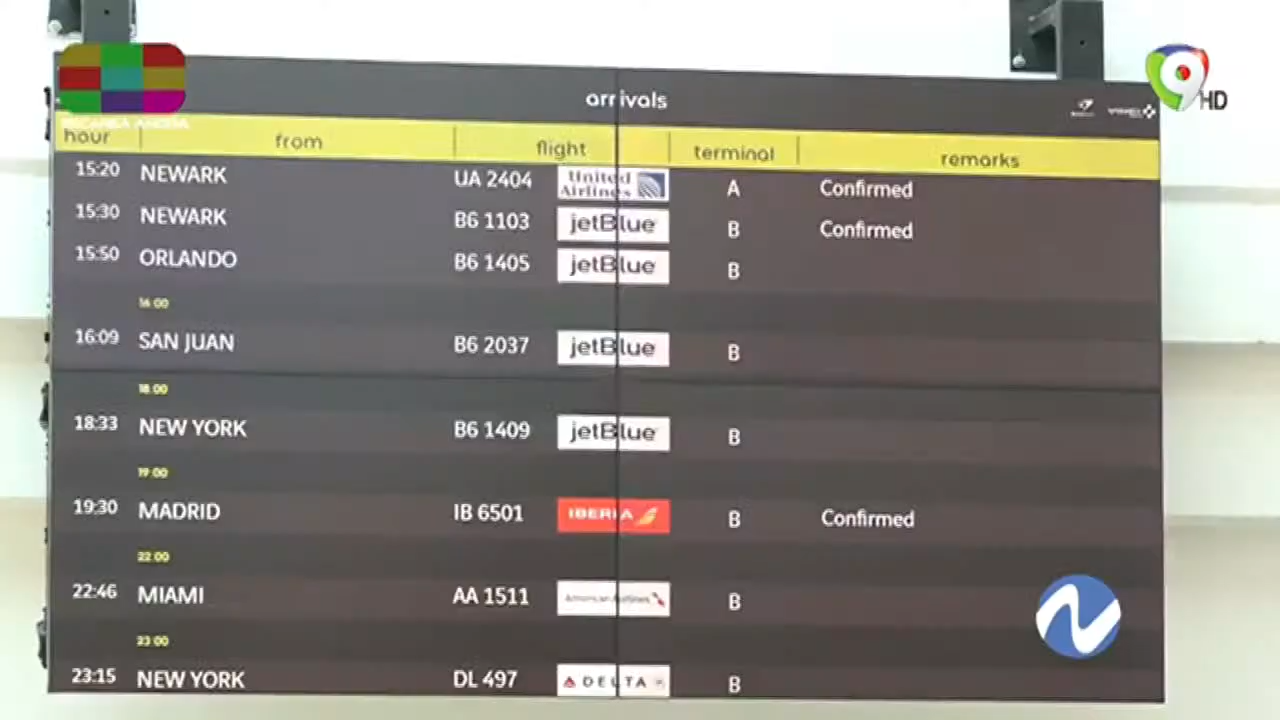 arrivals
9 HD
hour from flight terminal remarks
15:20 NEWARK UA 2404 United Airlines A Confirmed
15:30 NEWARK B6 1103 jetBlue B Confirmed
15:50 ORLANDO B6 1405 jetBlue B
16:00
16:09 SAN JUAN B6 2037 jetBlue B
18:00
18:33 NEW YORK B6 1409 jetBlue B
19:00
19:30 MADRID IB 6501 IBERIA B Confirmed
22:00
22:46 MIAMI AA 1511 American Airlines B
23:00
23:15 NEW YORK DL 497 DELTA B